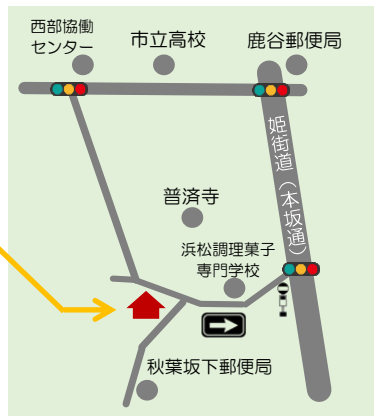 西部協働
センター
市立高校
鹿谷郵便局
姫街道（本坂通）
普済寺
浜松調理菓子
専門学校
秋葉坂下郵便局